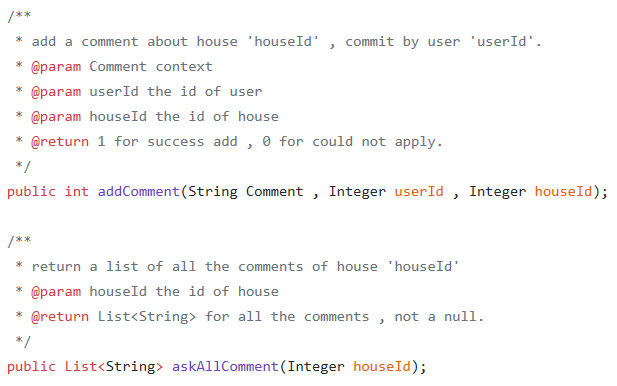 /**
 * add a comment about house 'houseId' , commit by user 'userId'.
 * @param Comment context
 * @param userId the id of user
 * @param houseId the id of house
 * @return 1 for success add , 0 for could not apply.
 */
public int addComment(String Comment , Integer userId , Integer houseId);

/**
 * return a list of all the comments of house 'houseId'
 * @param houseId the id of house
 * @return List<String> for all the comments , not a null.
 */
public List<String> askAllComment(Integer houseId);